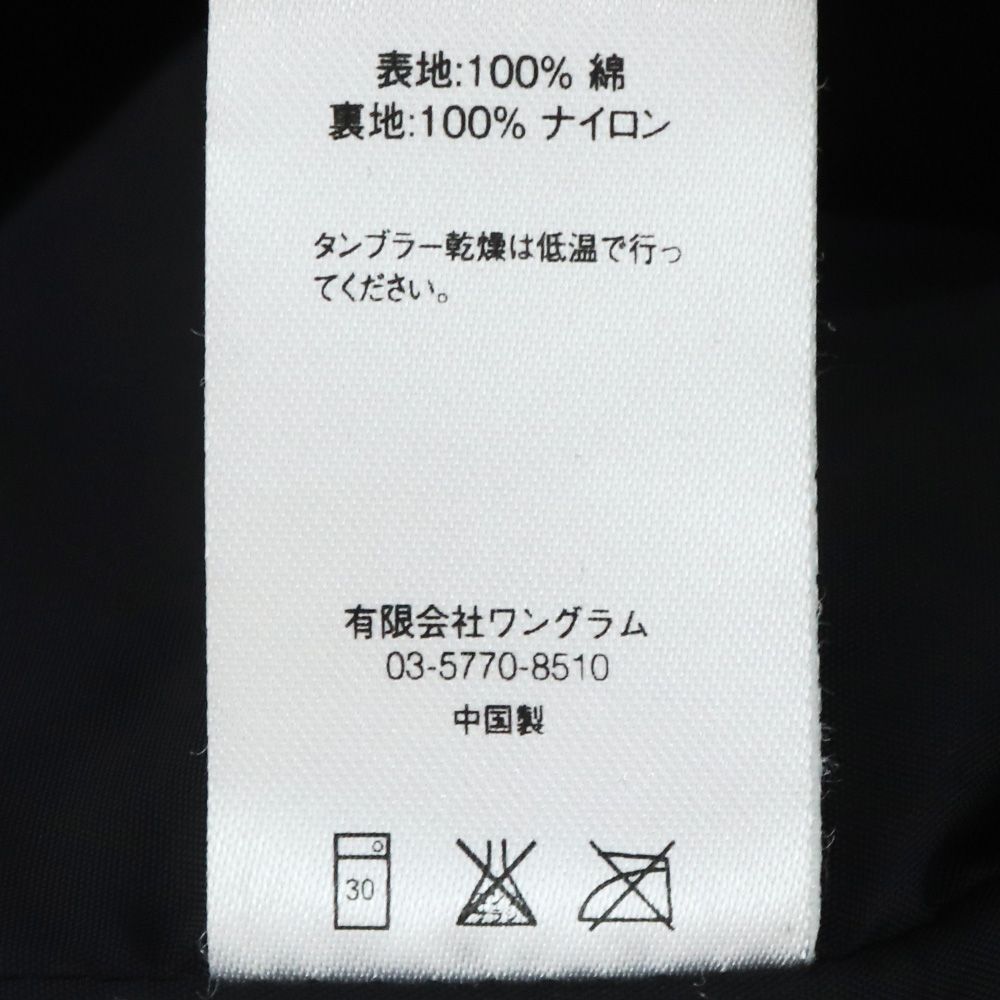 表地:100% 綿
裏地:100% ナイロン
タンブラー乾燥は低温で行っ
てください。
有限会社ワングラム
03-5770-8510
中国製
30